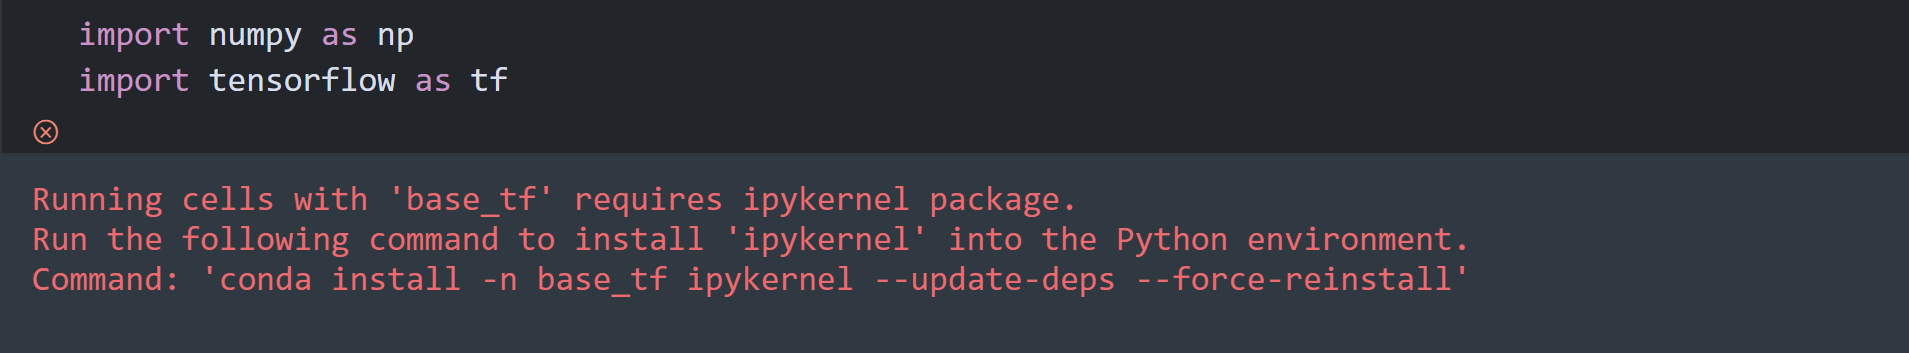 import numpy as np
import tensorflow as tf
Running cells with 'base_tf' requires ipykernel package.
Run the following command to install 'ipykernel' into the Python environment.
Command: 'conda install -n base_tf ipykernel --update-deps --force-reinstall'